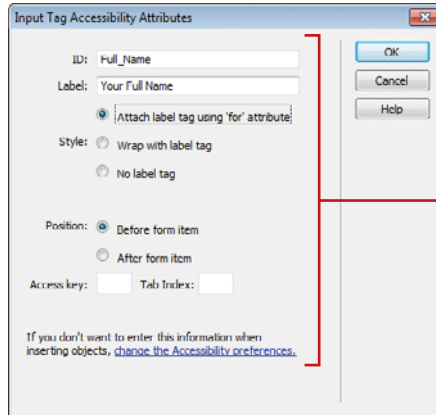 Input Tag Accessibility Attributes
ID: Full_Name
OK
Label: Your Full Name
Cancel
Attach label tag using 'for' attribute
Help
Style: Wrap with label tag
No label tag
Position: Before form item
After form item
Access key: Tab Index:
If you don't want to enter this information when
inserting objects, change the Accessibility preferences.